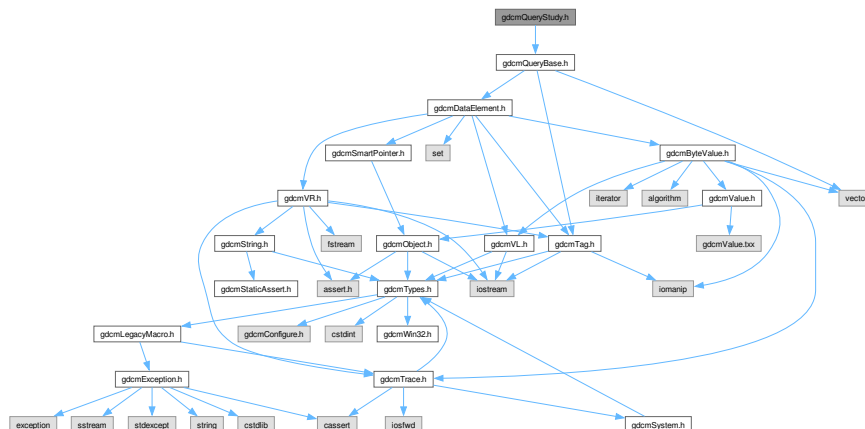 gdcmQueryStudy.h
gdcmQueryBase.h
gdcmDataElement.h
gdcmSmartPointer.h
set
gdcmByteValue.h
iterator
algorithm
gdcmValue.h
vector
gdcmVR.h
gdcmString.h
fstream
gdcmObject.h
gdcmVL.h
gdcmTag.h
gdcmValue.txx
gdcmStaticAssert.h
assert.h
gdcmTypes.h
iostream
iomanip
gdcmLegacyMacro.h
gdcmConfigure.h
cstdint
gdcmWin32.h
gdcmException.h
gdcmTrace.h
exception
sstream
stdexcept
string
cstdlib
cassert
iosfwd
gdcmSystem.h